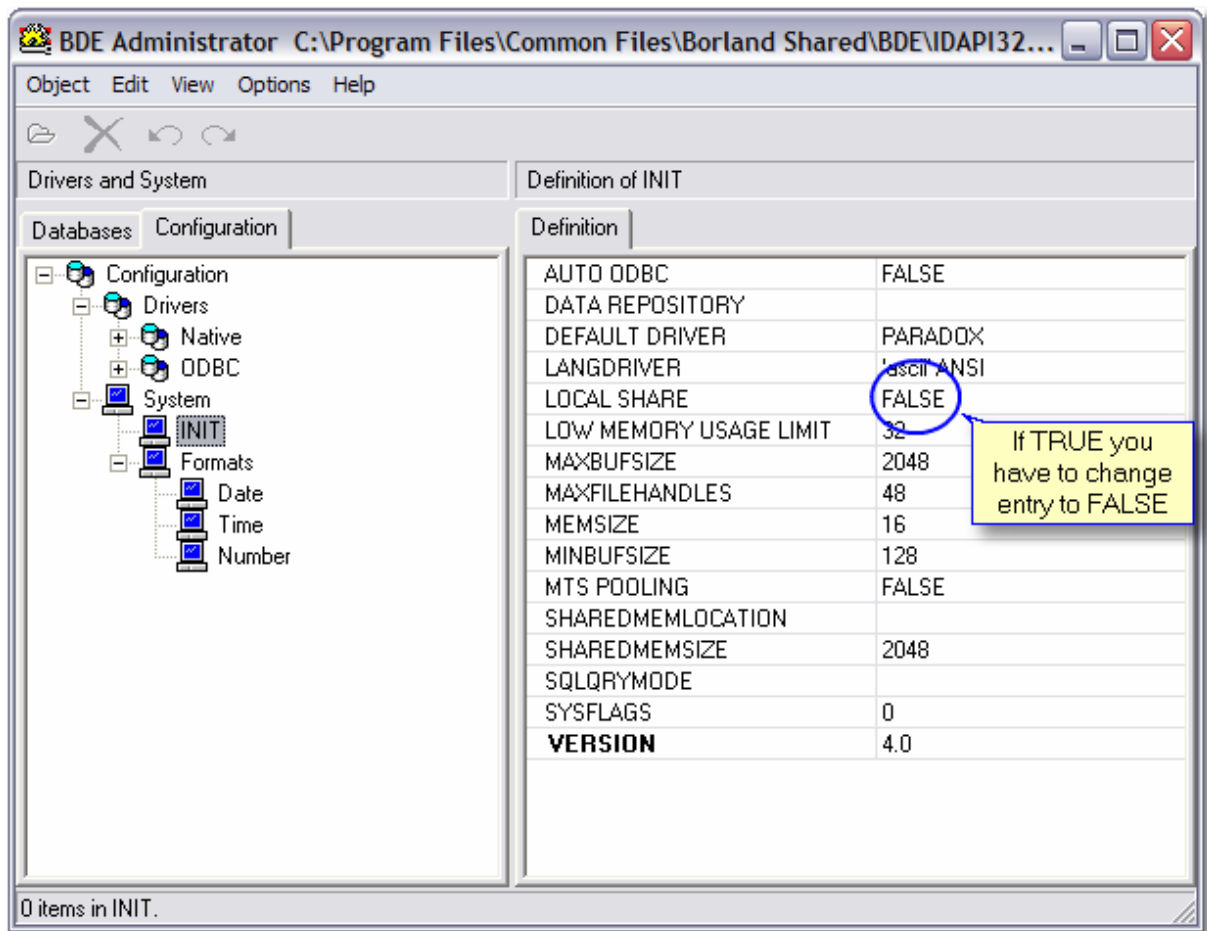 BDE Administrator C:\Program Files\Common Files\Borland Shared\BDE\IDAPI32...
Object Edit View Options Help
Drivers and System
Definition of INIT
Databases Configuration
Definition
Configuration
Drivers
Native
ODBC
System
INIT
Formats
Date
Time
Number
AUTO ODBC FALSE
DATA REPOSITORY
DEFAULT DRIVER PARADOX
LANGDRIVER 'ascii' ANSI
LOCAL SHARE FALSE
LOW MEMORY USAGE LIMIT 32
MAXBUFSIZE 2048
MAXFILEHANDLES 48
MEMSIZE 16
MINBUFSIZE 128
MTS POOLING FALSE
SHAREDMEMLOCATION
SHAREDMEMSIZE 2048
SQLQRYMODE
SYSFLAGS 0
VERSION 4.0
If TRUE you
have to change
entry to FALSE
0 items in INIT.